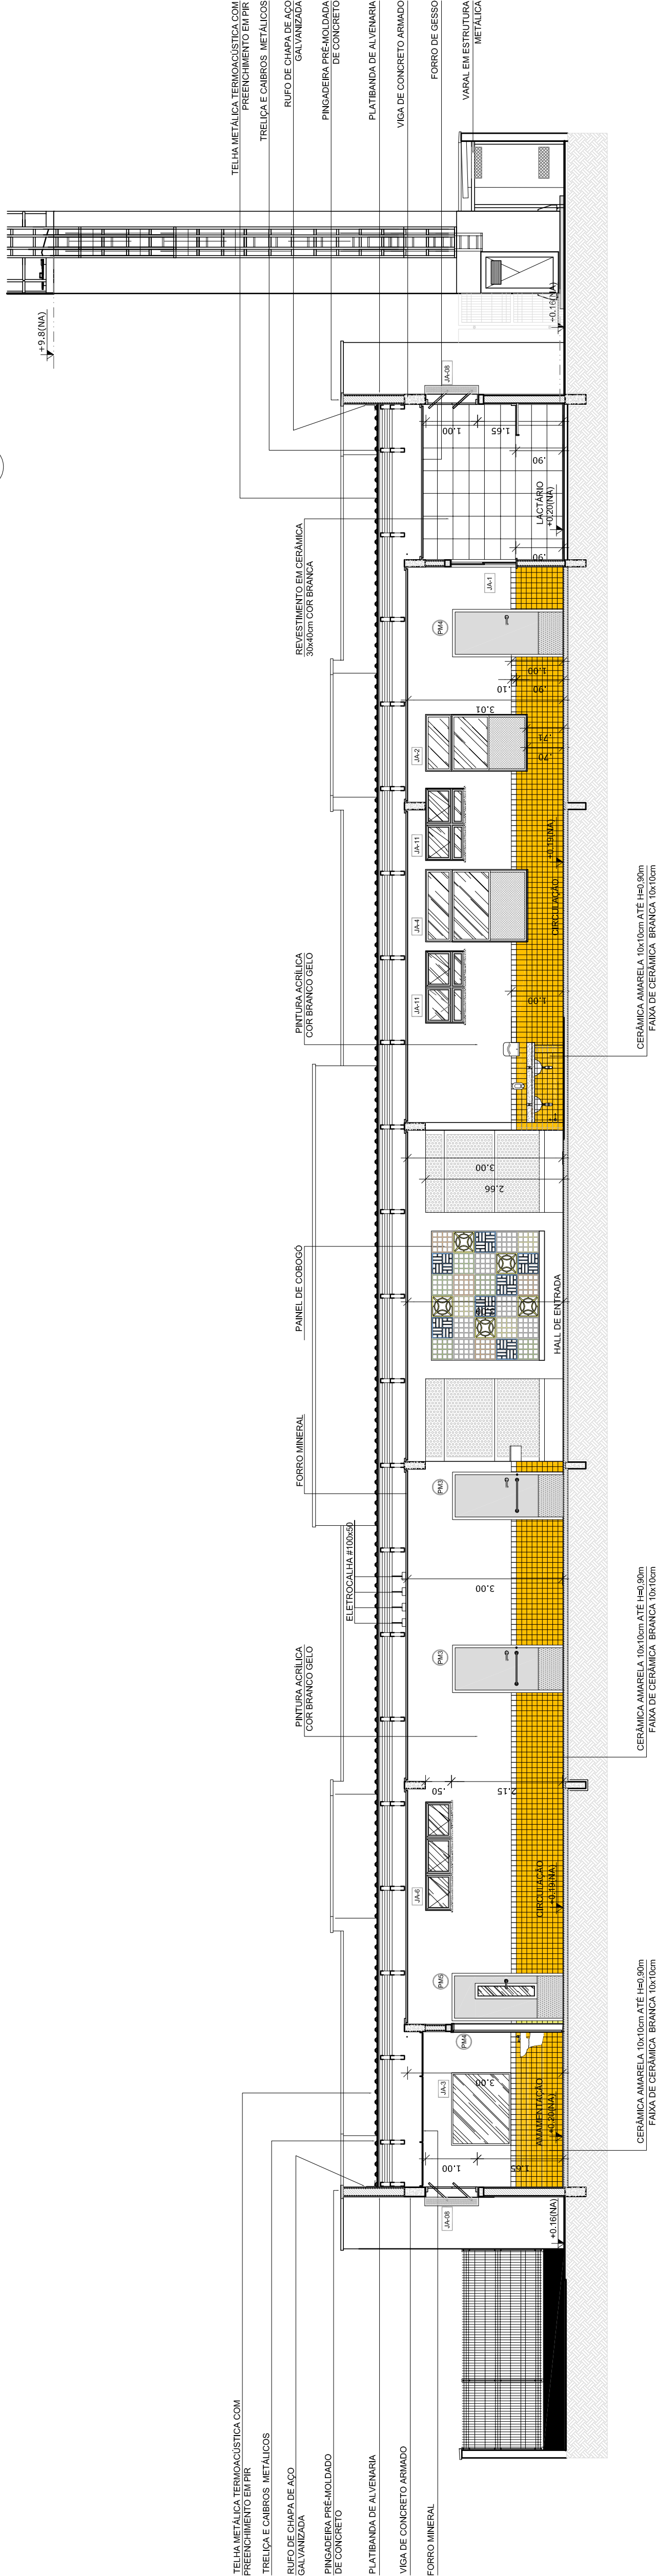 TELHA METÁLICA TERMOACÚSTICA COM
PREENCHIMENTO EM PIR
TRELIÇA E CAIBROS METÁLICOS
RUFO DE CHAPA DE AÇO
GALVANIZADA
PINGADEIRA PRÉ-MOLDADO
DE CONCRETO
PLATIBANDA DE ALVENARIA
VIGA DE CONCRETO ARMADO
FORRO MINERAL
+0.16(NA)
JA-08
1.00
1.65
JA-3
3.00
AMAMENTAÇÃO
+0,20(NA)
PM4
PM5
JA-6
CIRCULAÇÃO
+0.19(NA)
.50
2.15
PINTURA ACRÍLICA
COR BRANCO GELO
PM3
ELETROCALHA #100x50
3.00
FORRO MINERAL
PM3
PAINEL DE COBOGÓ
HALL DE ENTRADA
2.66
3.00
PINTURA ACRÍLICA
COR BRANCO GELO
JA-11
1.00
JA-4
CIRCULAÇÃO
+0.19(NA)
JA-11
JA-2
.70
.71
3.01
.10
.90
1.00
PM4
JA-1
REVESTIMENTO EM CERÂMICA
30x40cm COR BRANCA
.90
LACTÁRIO
+0,20(NA)
.90
1.00
1.65
JA-08
+0.16(NA)
+9.8(NA)
TELHA METÁLICA TERMOACÚSTICA COM
PREENCHIMENTO EM PIR
TRELIÇA E CAIBROS METÁLICOS
RUFO DE CHAPA DE AÇO
GALVANIZADA
PINGADEIRA PRÉ-MOLDADA
DE CONCRETO
PLATIBANDA DE ALVENARIA
VIGA DE CONCRETO ARMADO
FORRO DE GESSO
VARAL EM ESTRUTURA
METÁLICA
CERÂMICA AMARELA 10x10cm ATÉ H=0,90m
FAIXA DE CERÂMICA BRANCA 10x10cm
CERÂMICA AMARELA 10x10cm ATÉ H=0,90m
FAIXA DE CERÂMICA BRANCA 10x10cm
CERÂMICA AMARELA 10x10cm ATÉ H=0,90m
FAIXA DE CERÂMICA BRANCA 10x10cm